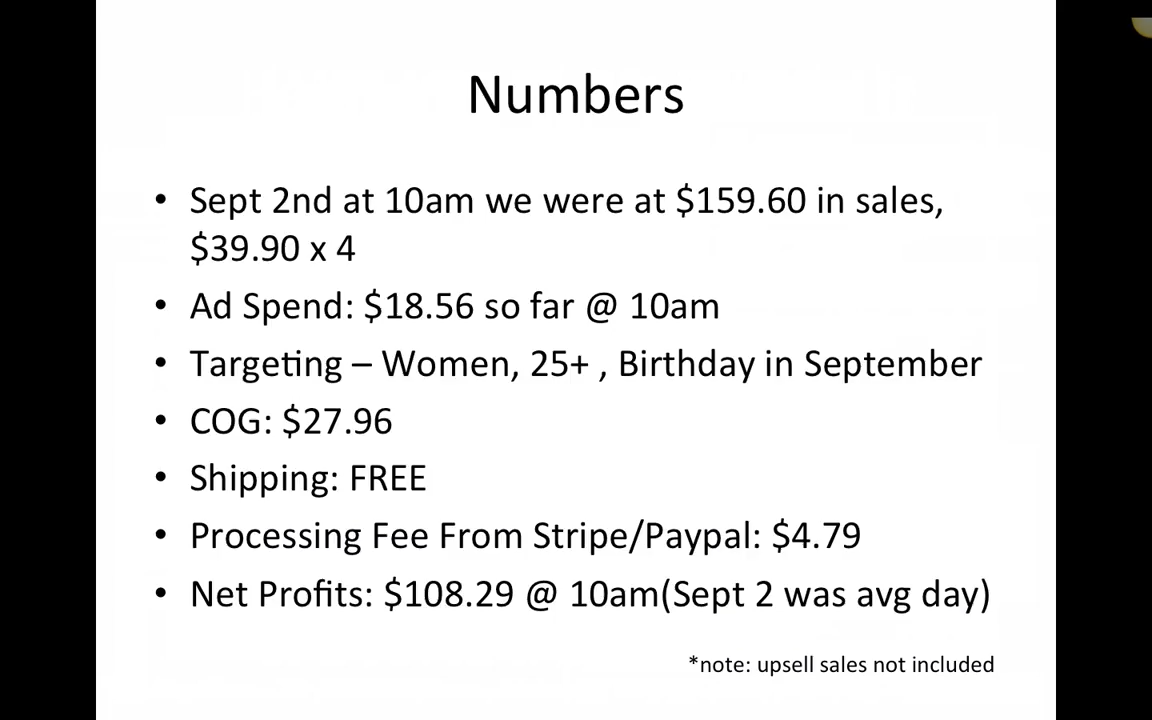 Numbers
• Sept 2nd at 10am we were at $159.60 in sales,
$39.90 x 4
• Ad Spend: $18.56 so far @ 10am
• Targeting – Women, 25+ , Birthday in September
• COG: $27.96
• Shipping: FREE
• Processing Fee From Stripe/Paypal: $4.79
• Net Profits: $108.29 @ 10am(Sept 2 was avg day)
*note: upsell sales not included